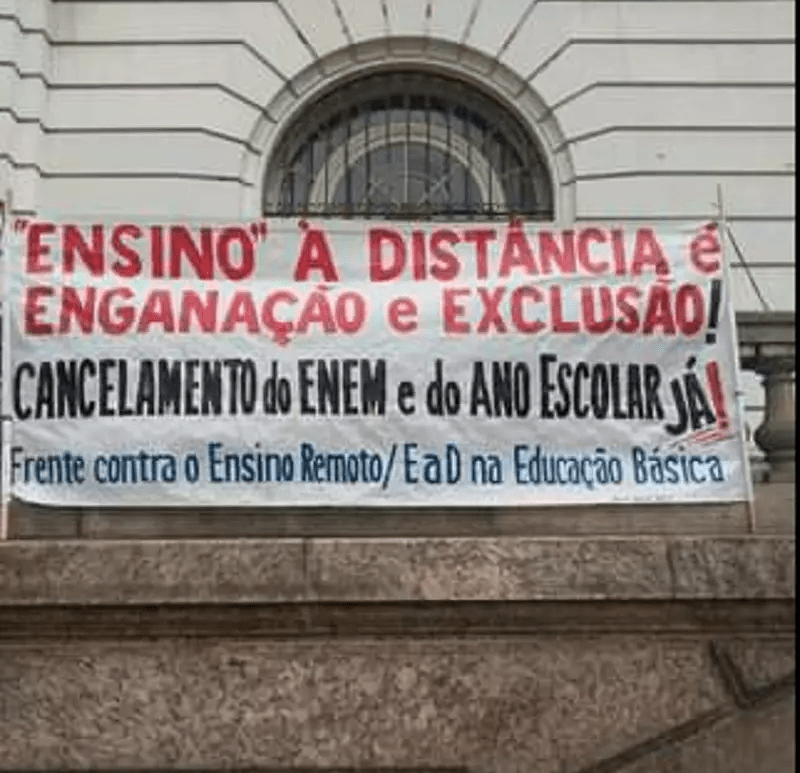 "ENSINO" À DISTÂNCIA é
ENGANAÇÃO e EXCLUSÃO!
CANCELAMENTO do ENEM e do ANO ESCOLAR JÁ!
Frente contra o Ensino Remoto/EaD na Educação Básica